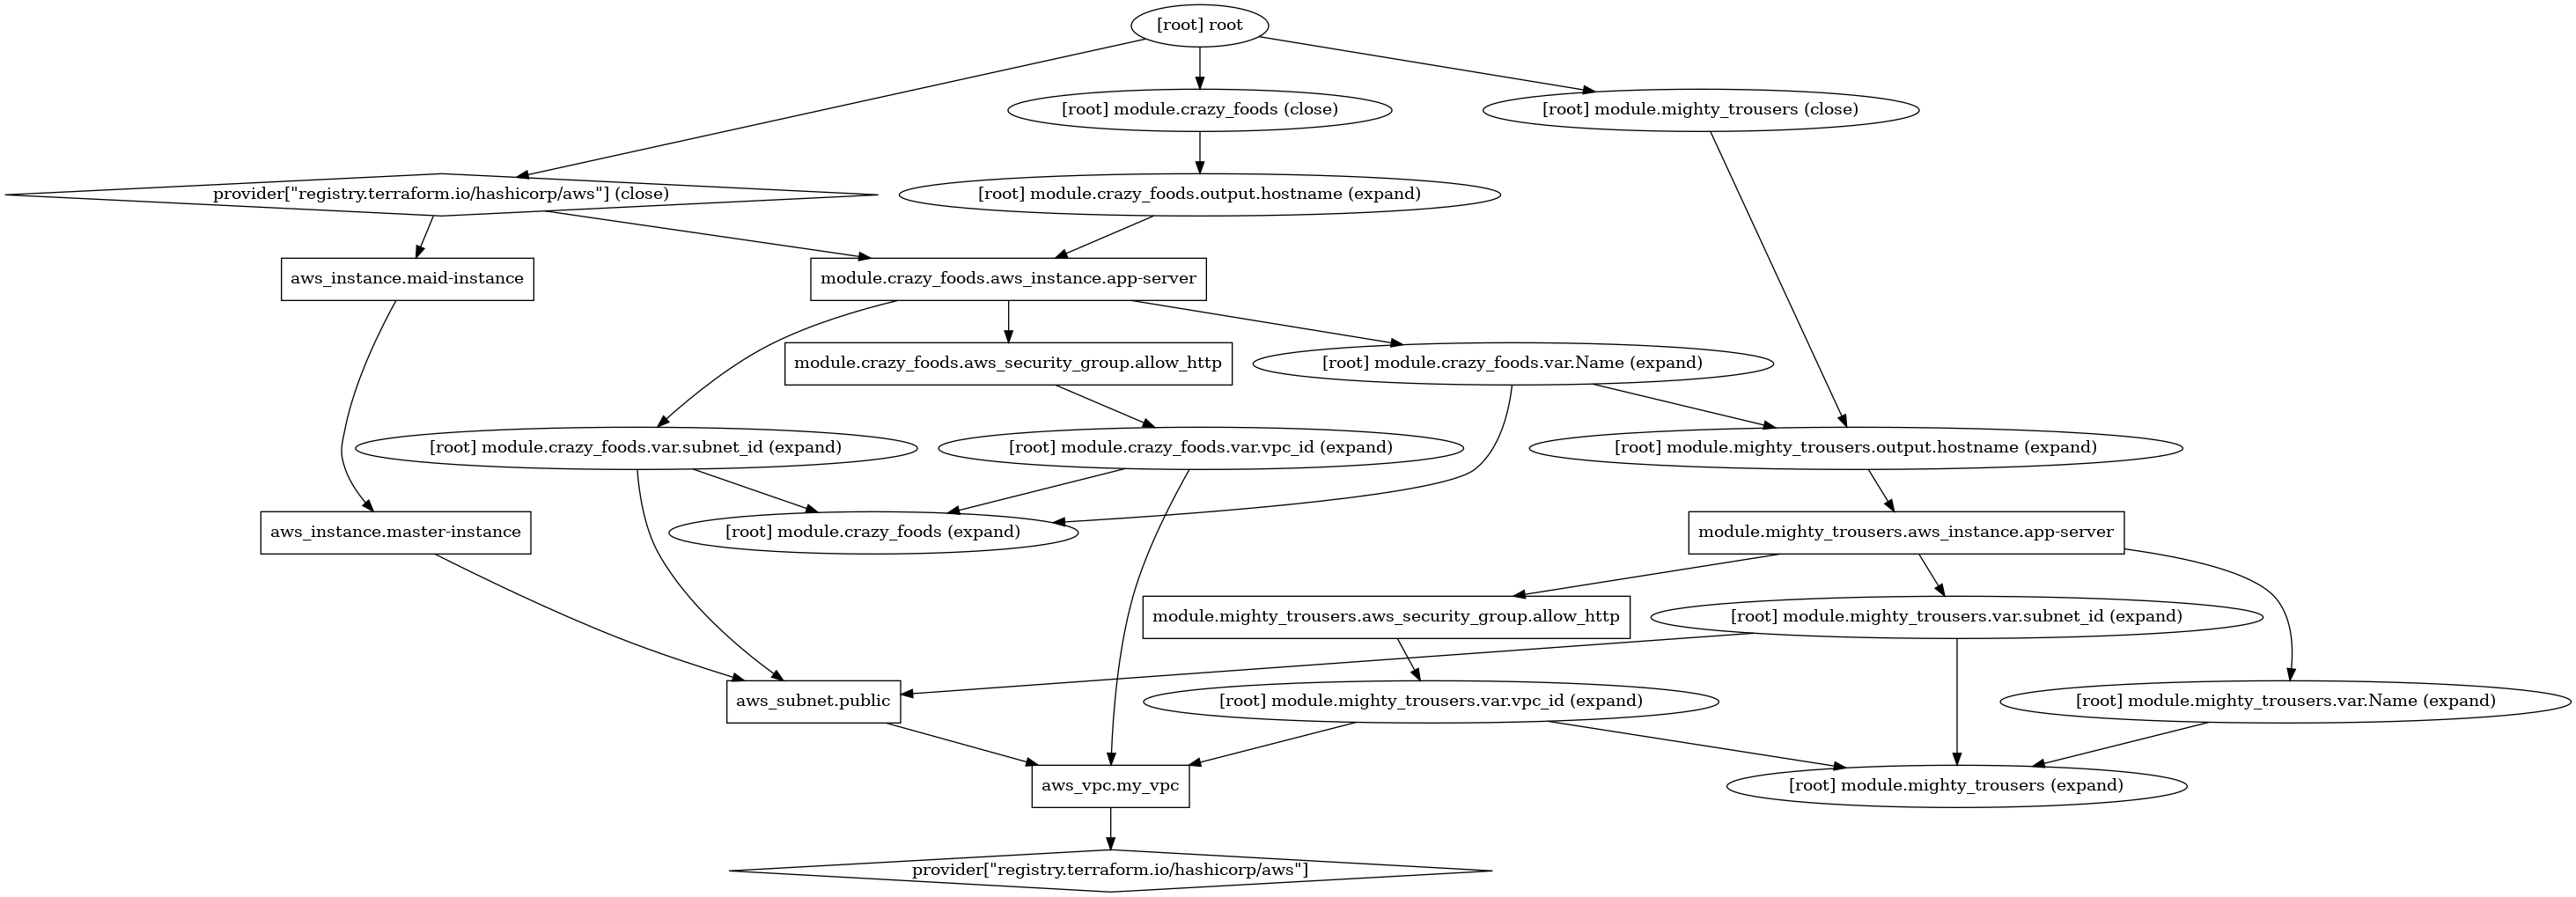 [root] root
[root] module.crazy_foods (close)
[root] module.mighty_trousers (close)
provider["registry.terraform.io/hashicorp/aws"] (close)
[root] module.crazy_foods.output.hostname (expand)
aws_instance.maid-instance
module.crazy_foods.aws_instance.app-server
module.crazy_foods.aws_security_group.allow_http
[root] module.crazy_foods.var.Name (expand)
[root] module.crazy_foods.var.subnet_id (expand)
[root] module.crazy_foods.var.vpc_id (expand)
[root] module.mighty_trousers.output.hostname (expand)
aws_instance.master-instance
[root] module.crazy_foods (expand)
module.mighty_trousers.aws_instance.app-server
module.mighty_trousers.aws_security_group.allow_http
[root] module.mighty_trousers.var.subnet_id (expand)
aws_subnet.public
[root] module.mighty_trousers.var.vpc_id (expand)
[root] module.mighty_trousers.var.Name (expand)
aws_vpc.my_vpc
[root] module.mighty_trousers (expand)
provider["registry.terraform.io/hashicorp/aws"]